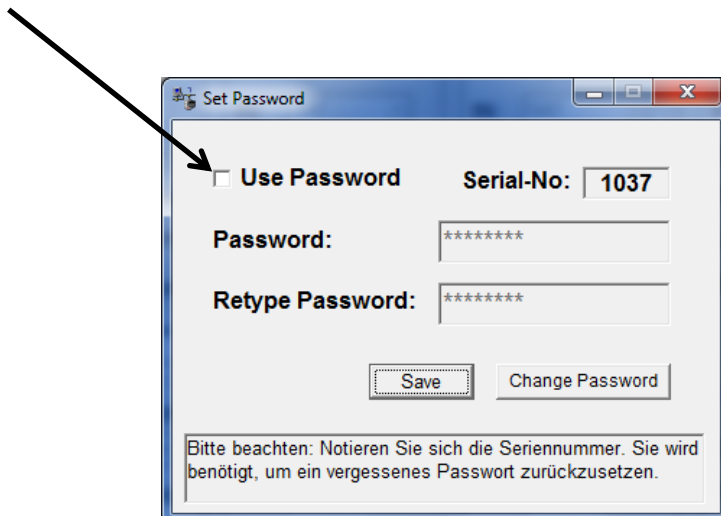 Set Password
Use Password Serial-No: 1037
Password: ********
Retype Password: ********
Save Change Password
Bitte beachten: Notieren Sie sich die Seriennummer. Sie wird
benötigt, um ein vergessenes Passwort zurückzusetzen.